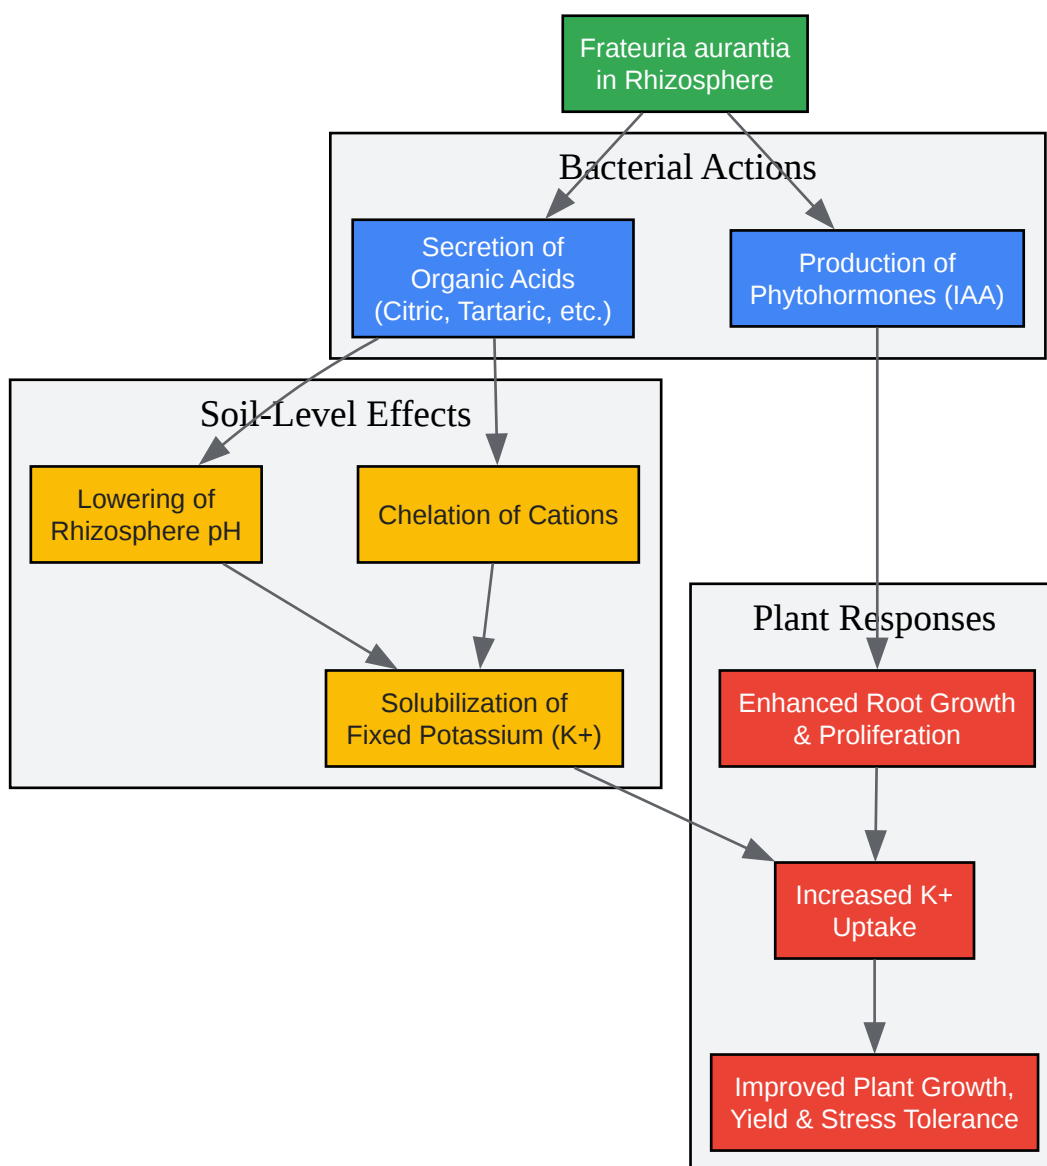 Frateuria aurantia
in Rhizosphere
Bacterial Actions
Secretion of
Organic Acids
(Citric, Tartaric, etc.)
Production of
Phytohormones (IAA)
Soil-Level Effects
Lowering of
Rhizosphere pH
Chelation of Cations
Solubilization of
Fixed Potassium (K+)
Plant Responses
Enhanced Root Growth
& Proliferation
Increased K+
Uptake
Improved Plant Growth,
Yield & Stress Tolerance